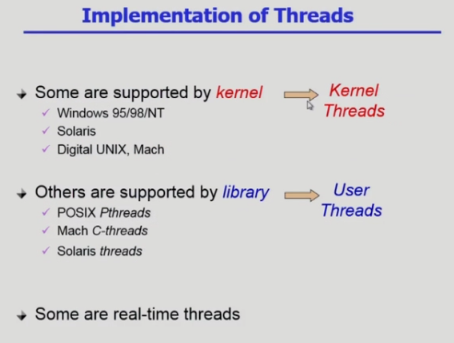 Implementation of Threads
Some are supported by kernel
Kernel
Threads
Windows 95/98/NT
Solaris
Digital UNIX, Mach
Others are supported by library
User
Threads
POSIX Pthreads
Mach C-threads
Solaris threads
Some are real-time threads